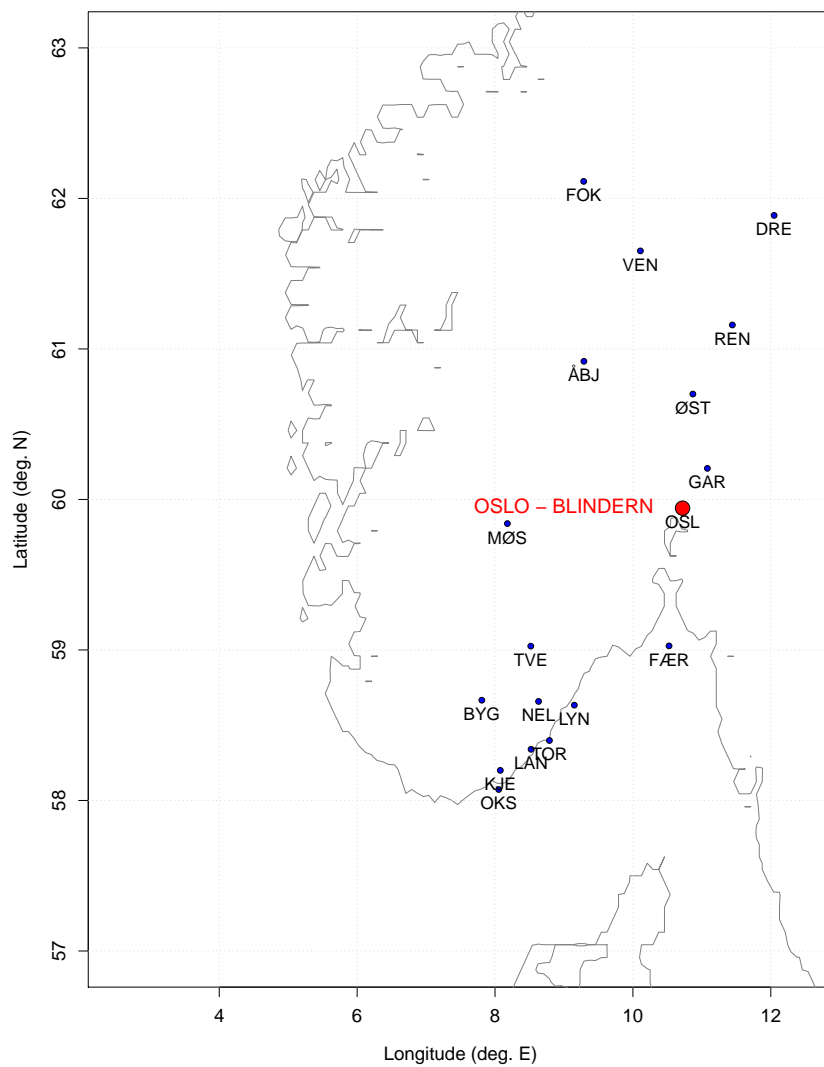 63
62
61
60
59
58
57
Latitude (deg. N)
FOK
DRE
VEN
REN
ÅBJ
ØST
GAR
OSLO – BLINDERN
OSL
MØS
TVE
FÆR
BYG
NEL
LYN
TOR
LAN
KJE
OKS
4 6 8 10 12
Longitude (deg. E)